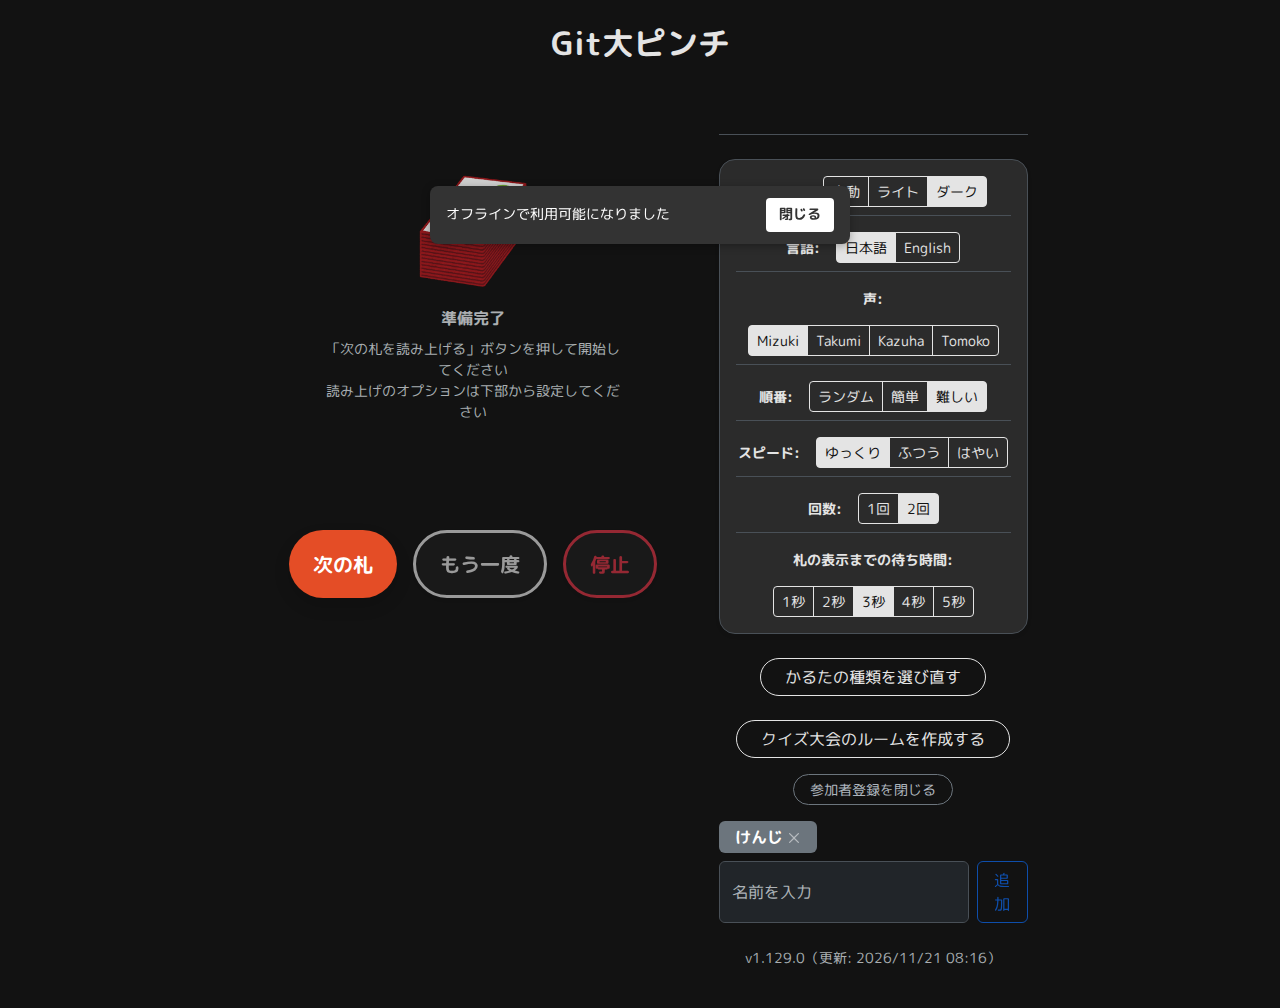 Git大ピンチ
オフラインで利用可能になりました
閉じる
準備完了
「次の札を読み上げる」ボタンを押して開始し
てください
読み上げのオプションは下部から設定してくだ
さい
次の札
もう一度
停止
動 ライト ダーク
言語: 日本語 English
声:
Mizuki Takumi Kazuha Tomoko
順番: ランダム 簡単 難しい
スピード: ゆっくり ふつう はやい
回数: 1回 2回
札の表示までの待ち時間:
1秒 2秒 3秒 4秒 5秒
かるたの種類を選び直す
クイズ大会のルームを作成する
参加者登録を閉じる
けんじ ×
名前を入力
追
加
v1.129.0（更新: 2026/11/21 08:16）